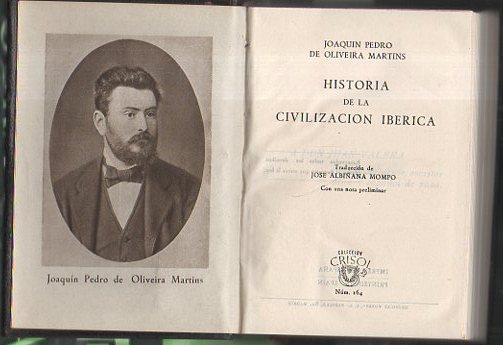 Joaquín Pedro de Oliveira Martins
JOAQUIN PEDRO
DE OLIVEIRA MARTINS
HISTORIA
DE LA
CIVILIZACION IBERICA
Traducción de
JOSE ALBIÑANA MOMPO
Con una nota preliminar
COLECCION
CRISOL
Núm. 164